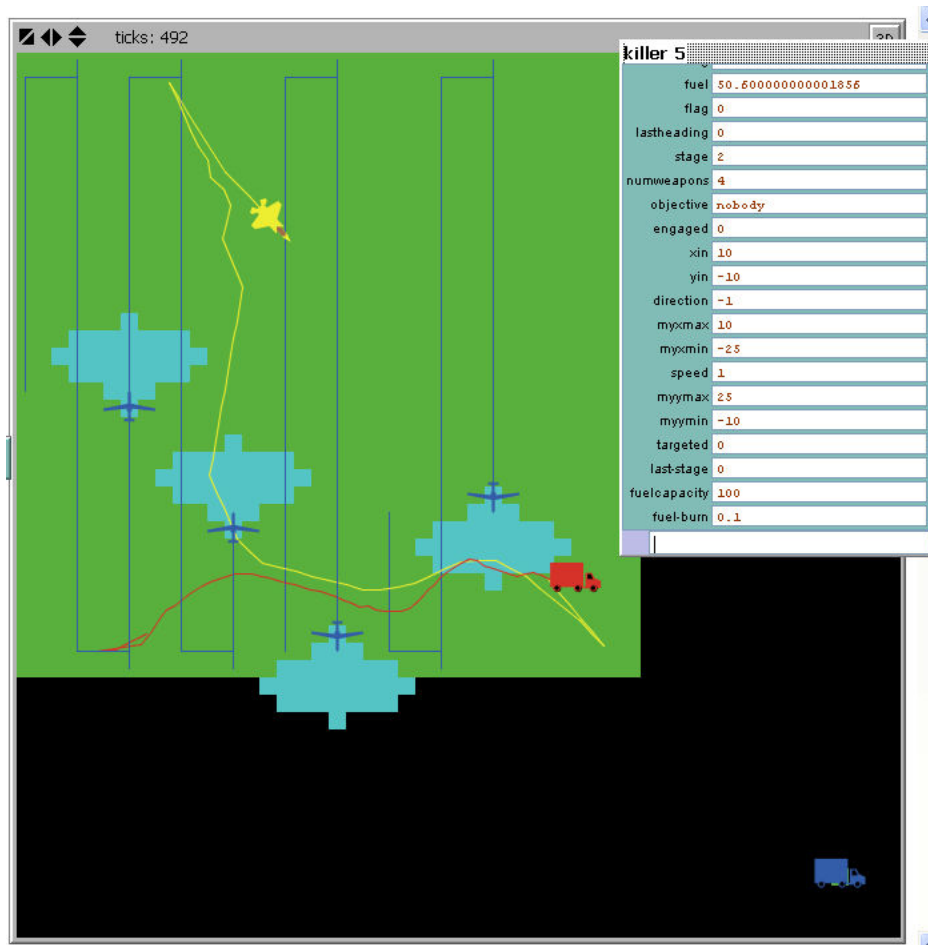 ticks: 492
3D
killer 5
fuel 50.600000000001856
flag 0
lastheading 0
stage 2
numweapons 4
objective nobody
engaged 0
xin 10
yin -10
direction -1
myxmax 10
myxmin -25
speed 1
myymax 25
myymin -10
targeted 0
last-stage 0
fuelcapacity 100
fuel-burn 0.1